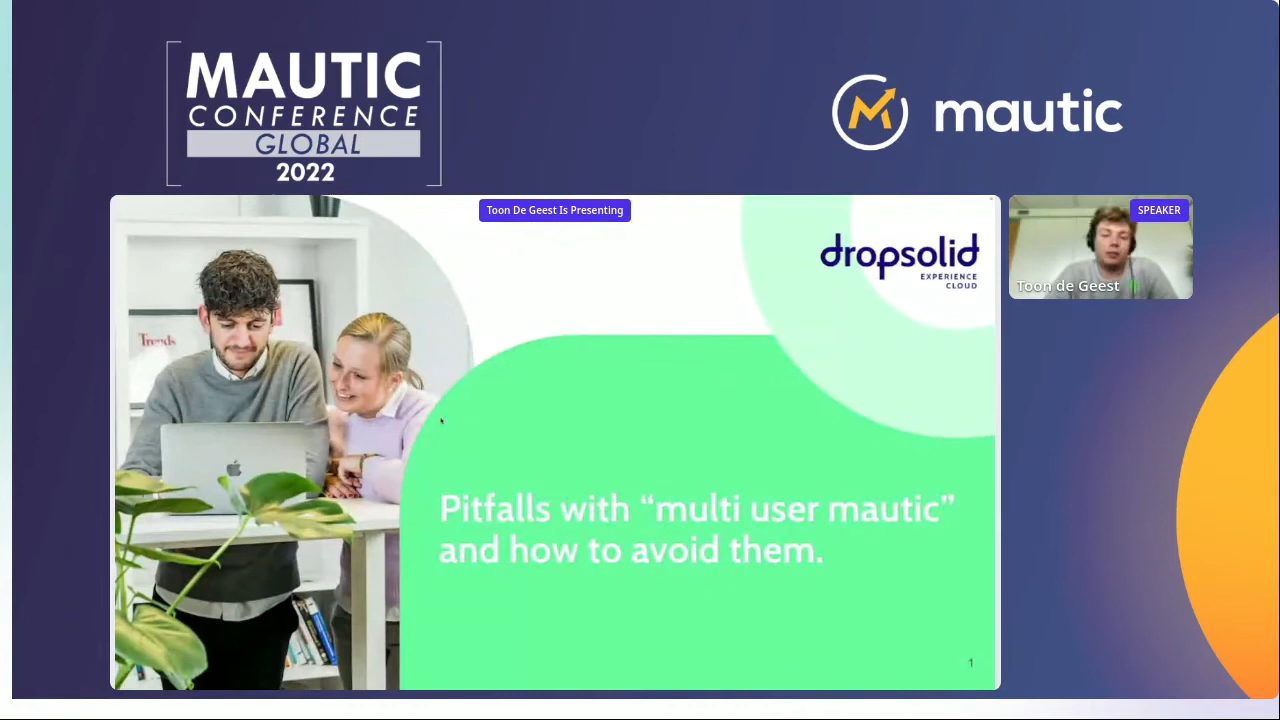 MAUTIC
CONFERENCE
GLOBAL
2022
mautic
Toon De Geest Is Presenting
SPEAKER
Toon de Geest
dropsolid
EXPERIENCE
CLOUD
Trends
Pitfalls with “multi user mautic”
and how to avoid them.
1